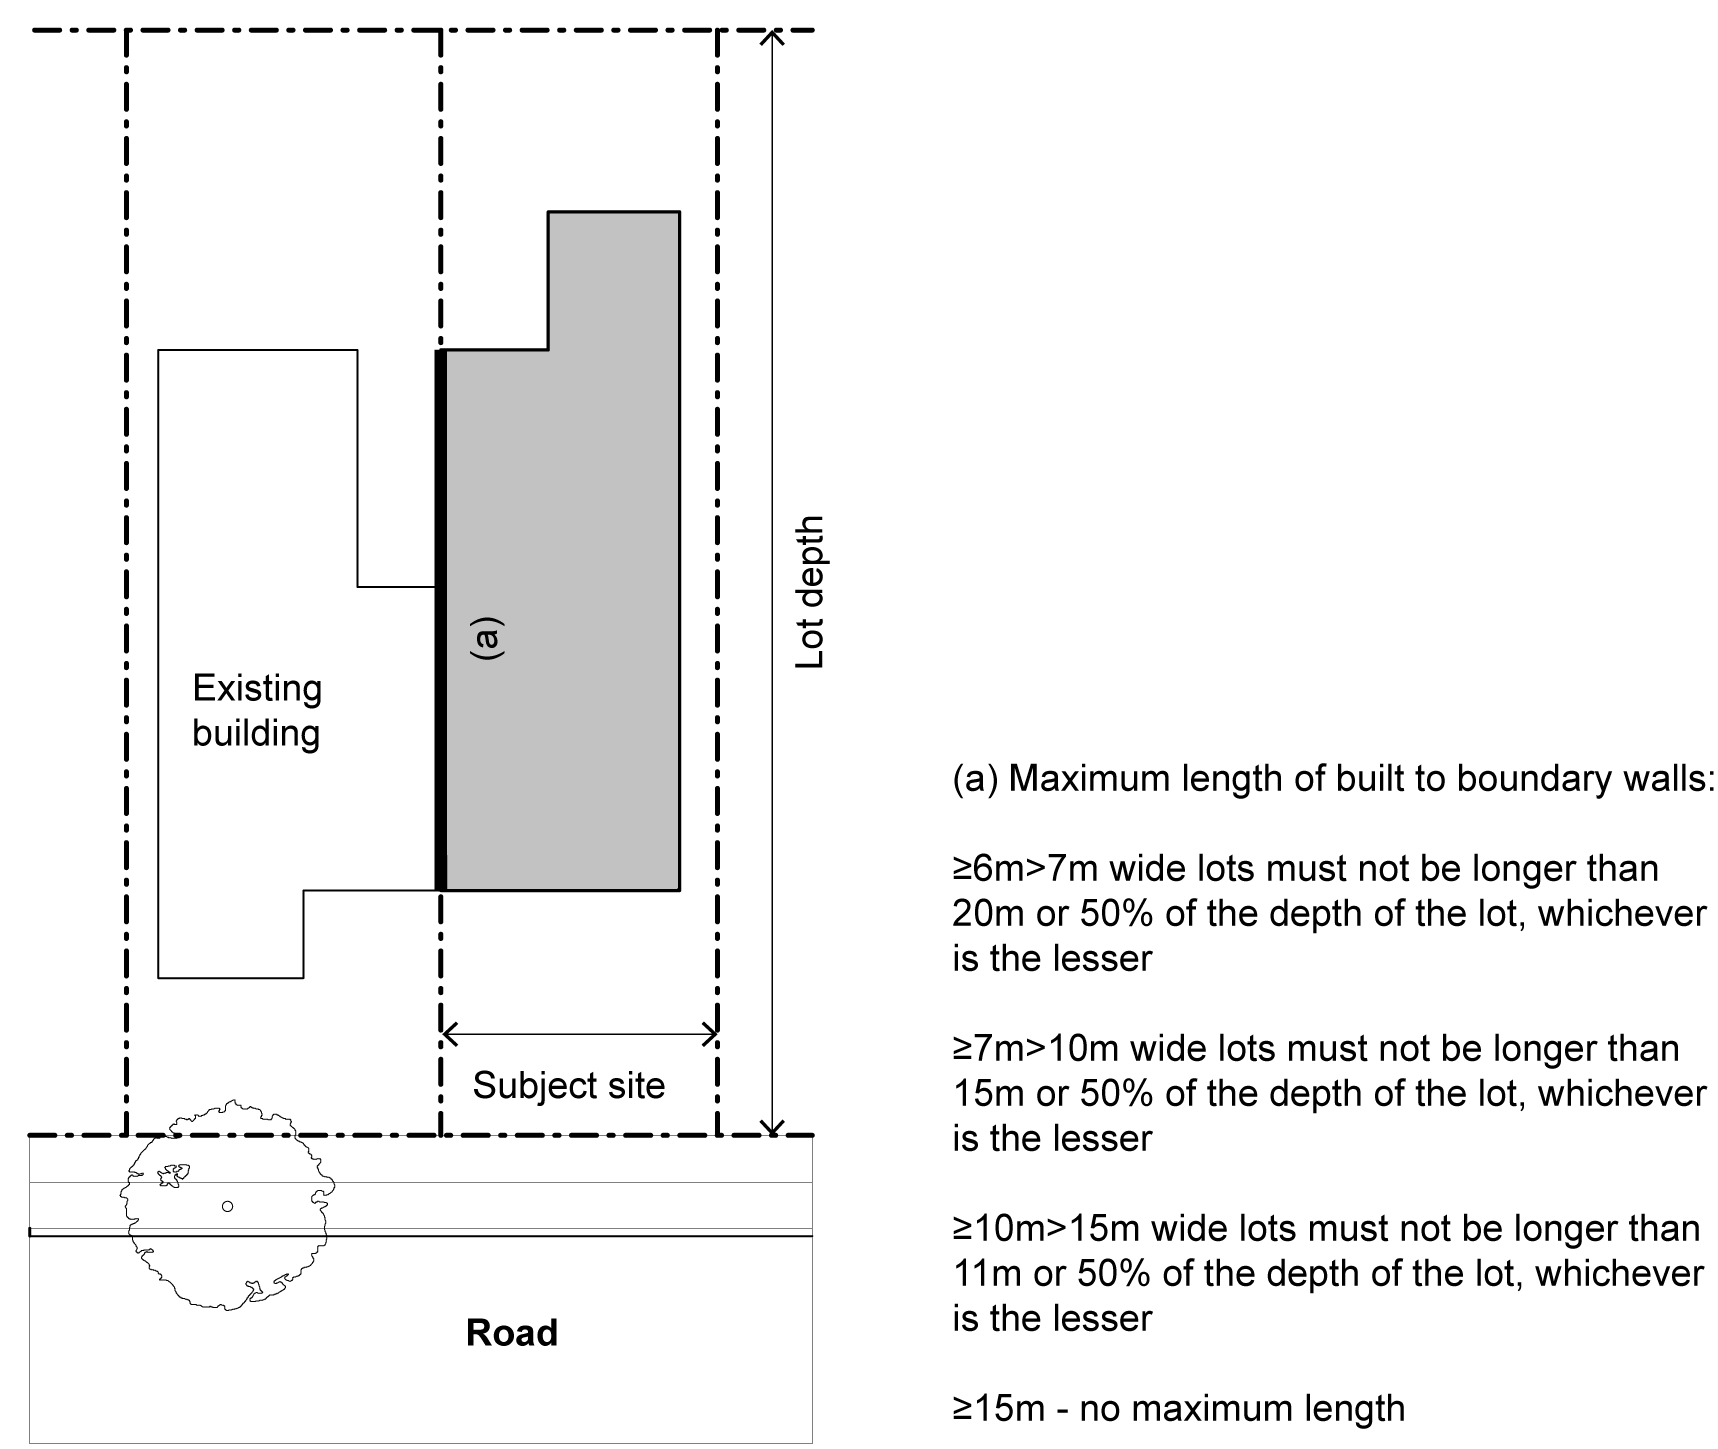 Existing
building
(a)
Lot depth
Subject site
Road
(a) Maximum length of built to boundary walls:
≥6m>7m wide lots must not be longer than
20m or 50% of the depth of the lot, whichever
is the lesser
≥7m>10m wide lots must not be longer than
15m or 50% of the depth of the lot, whichever
is the lesser
≥10m>15m wide lots must not be longer than
11m or 50% of the depth of the lot, whichever
is the lesser
≥15m - no maximum length